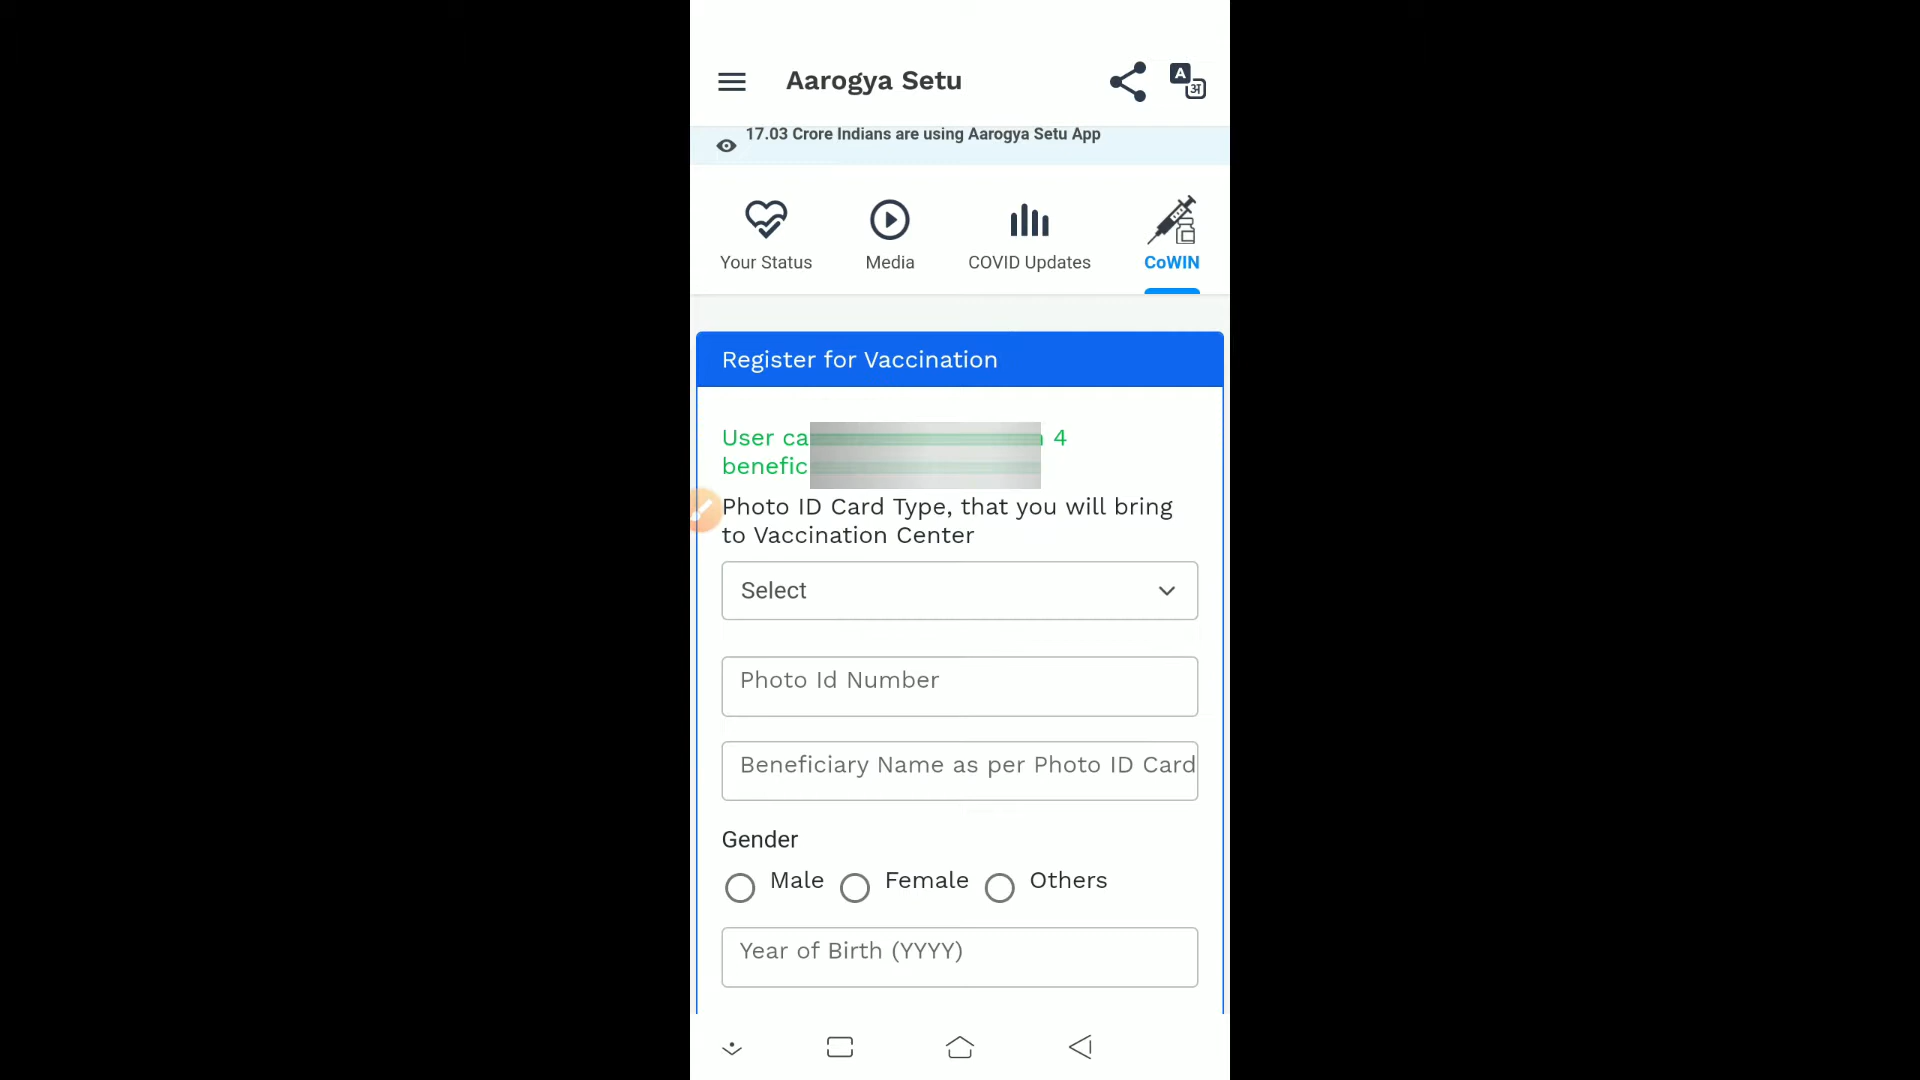 Aarogya Setu
A
अ
17.03 Crore Indians are using Aarogya Setu App
Your Status
Media
COVID Updates
CoWIN
Register for Vaccination
User ca 4
benefic
Photo ID Card Type, that you will bring
to Vaccination Center
Select
Photo Id Number
Beneficiary Name as per Photo ID Card
Gender
Male
Female
Others
Year of Birth (YYYY)